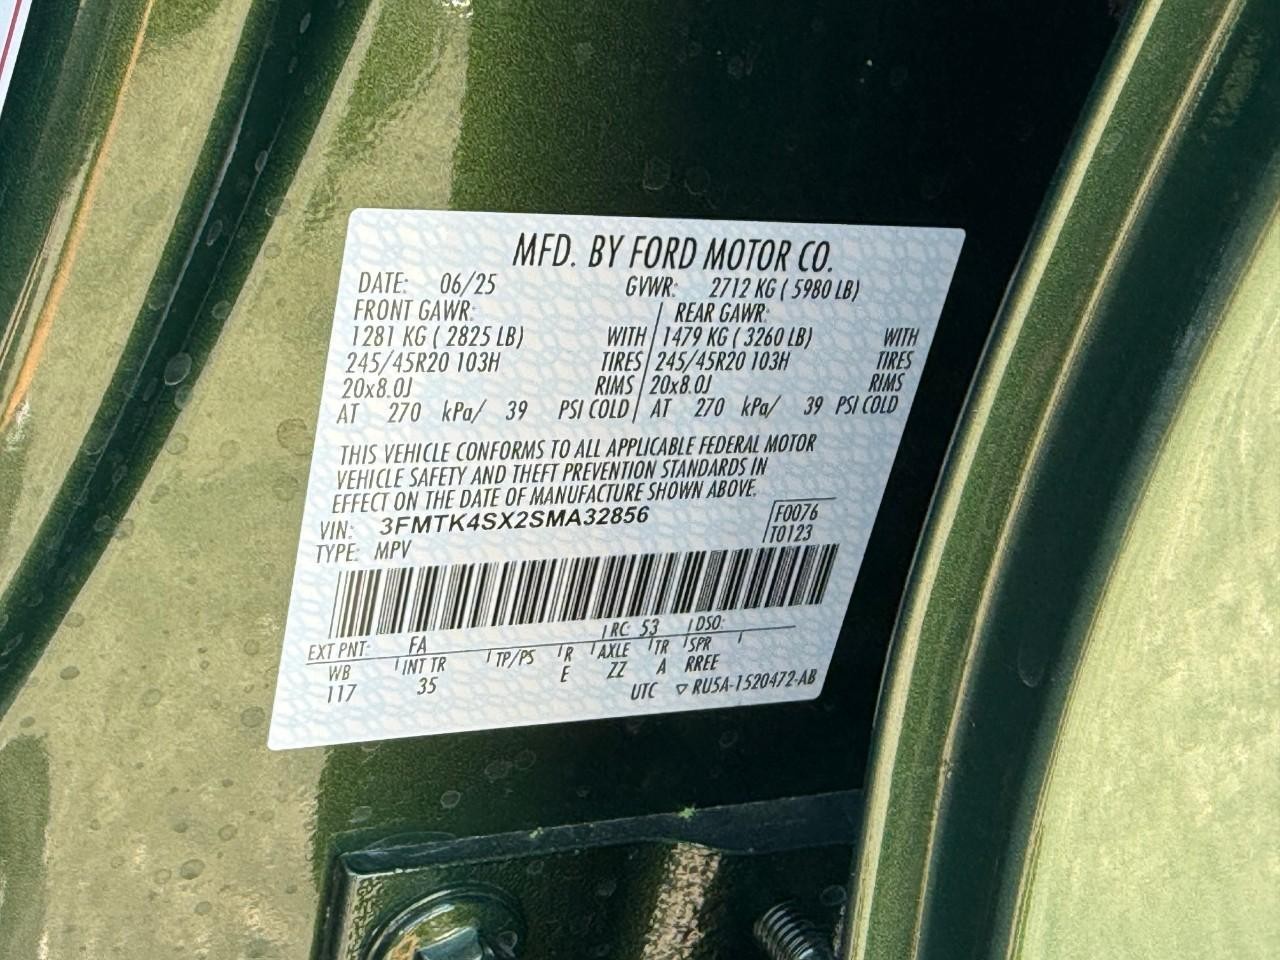 MFD. BY FORD MOTOR CO.
DATE: 06/25 GVWR: 2712 KG ( 5980 LB)
FRONT GAWR: REAR GAWR:
1281 KG ( 2825 LB) WITH 1479 KG ( 3260 LB) WITH
245/45R20 103H TIRES 245/45R20 103H TIRES
20x8.0J RIMS 20x8.0J RIMS
AT 270 kPa/ 39 PSI COLD AT 270 kPa/ 39 PSI COLD
THIS VEHICLE CONFORMS TO ALL APPLICABLE FEDERAL MOTOR
VEHICLE SAFETY AND THEFT PREVENTION STANDARDS IN
EFFECT ON THE DATE OF MANUFACTURE SHOWN ABOVE.
VIN: 3FMTK4SX2SMA32856 F0076
TYPE: MPV T0123
EXT PNT: FA RC: 53 DSO:
WB INT TR TP/PS R AXLE TR SPR
117 35 E ZZ A RREE
UTC ▽ RU5A-1520472-AB